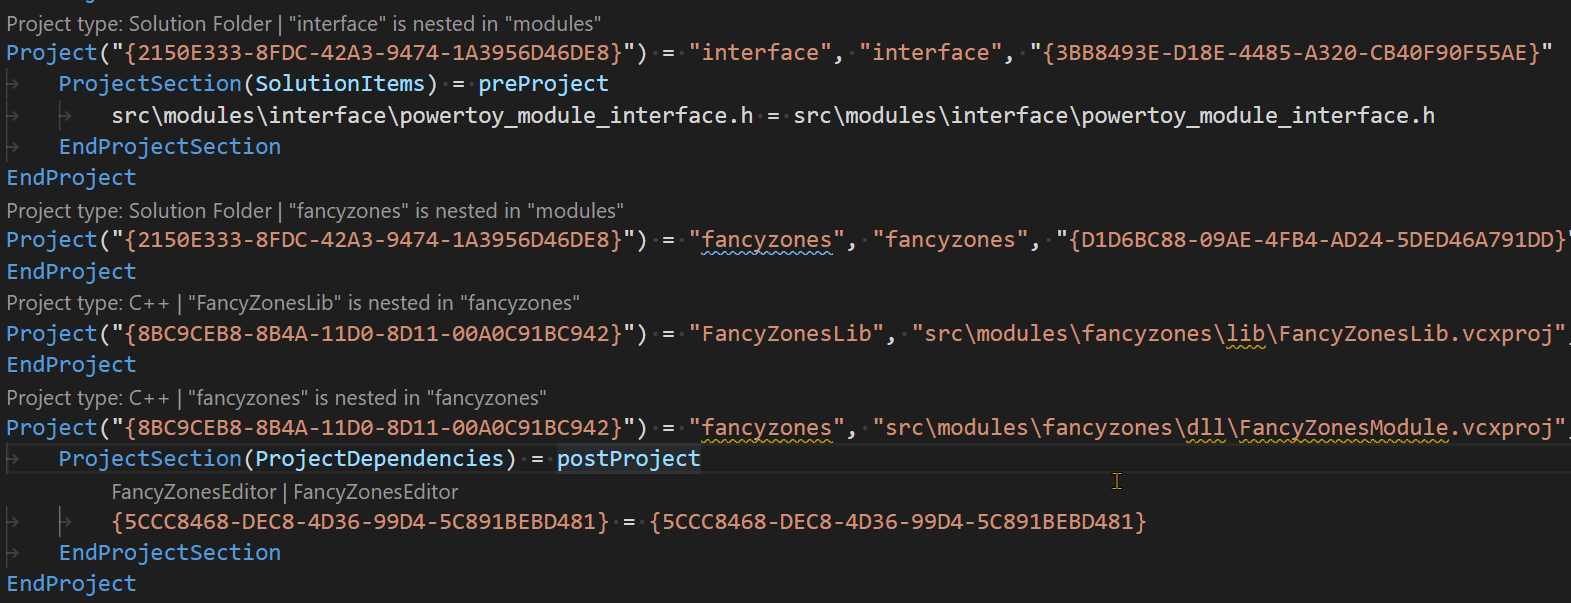 Project type: Solution Folder | "interface" is nested in "modules"
Project("{2150E333-8FDC-42A3-9474-1A3956D46DE8}") = "interface", "interface", "{3BB8493E-D18E-4485-A320-CB40F90F55AE}"
ProjectSection(SolutionItems) = preProject
src\modules\interface\powertoy_module_interface.h = src\modules\interface\powertoy_module_interface.h
EndProjectSection
EndProject
Project type: Solution Folder | "fancyzones" is nested in "modules"
Project("{2150E333-8FDC-42A3-9474-1A3956D46DE8}") = "fancyzones", "fancyzones", "{D1D6BC88-09AE-4FB4-AD24-5DED46A791DD}"
EndProject
Project type: C++ | "FancyZonesLib" is nested in "fancyzones"
Project("{8BC9CEB8-8B4A-11D0-8D11-00A0C91BC942}") = "FancyZonesLib", "src\modules\fancyzones\lib\FancyZonesLib.vcxproj",
EndProject
Project type: C++ | "fancyzones" is nested in "fancyzones"
Project("{8BC9CEB8-8B4A-11D0-8D11-00A0C91BC942}") = "fancyzones", "src\modules\fancyzones\dll\FancyZonesModule.vcxproj",
ProjectSection(ProjectDependencies) = postProject
FancyZonesEditor | FancyZonesEditor
{5CCC8468-DEC8-4D36-99D4-5C891BEBD481} = {5CCC8468-DEC8-4D36-99D4-5C891BEBD481}
EndProjectSection
EndProject